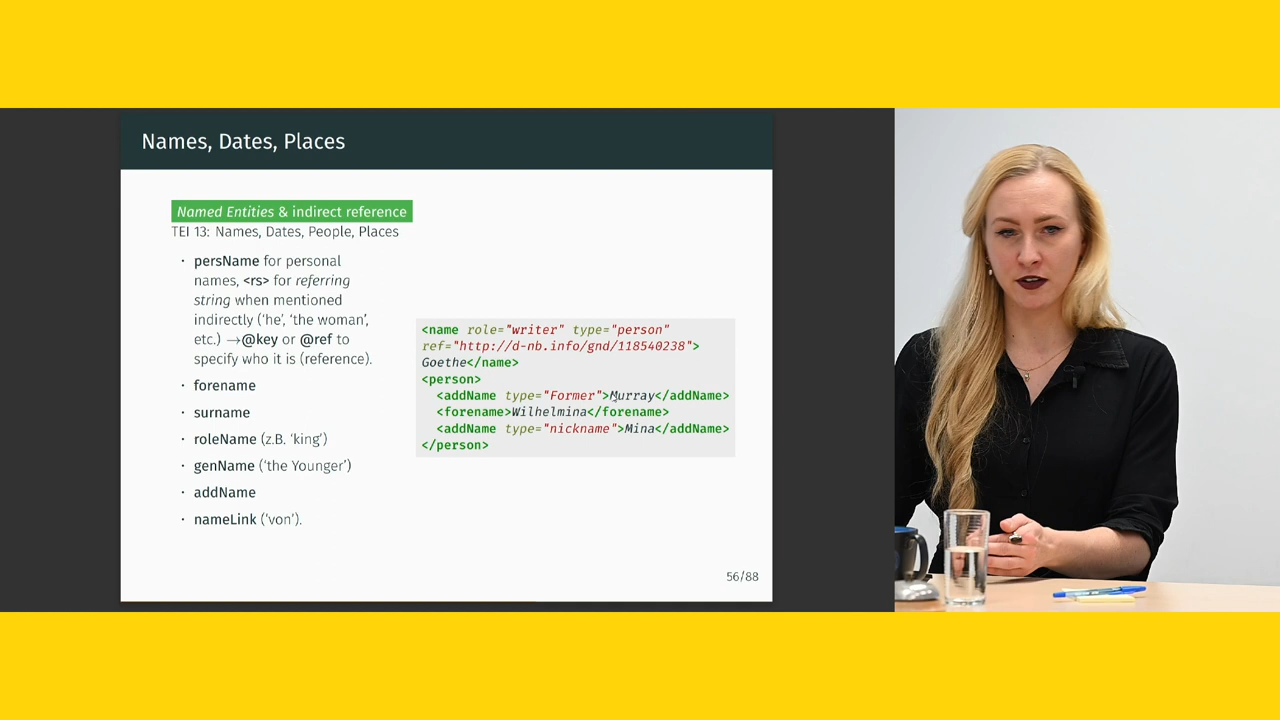 Names, Dates, Places
Named Entities & indirect reference
TEI 13: Names, Dates, People, Places
· persName for personal
names, <rs> for referring
string when mentioned
indirectly (‘he’, ‘the woman’,
etc.) →@key or @ref to
specify who it is (reference).
· forename
· surname
· roleName (z.B. ‘king’)
· genName (‘the Younger’)
· addName
· nameLink (‘von’).
<name role="writer" type="person"
ref="http://d-nb.info/gnd/118540238">
Goethe</name>
<person>
<addName type="Former">Murray</addName>
<forename>Wilhelmina</forename>
<addName type="nickname">Mina</addName>
</person>
56/88